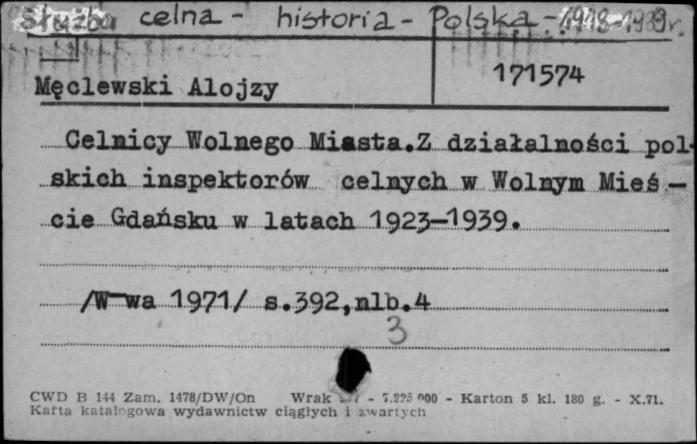 Służba celna - historia - Polska - 1918-1939 r.
171574
Męclewski Alojzy
Celnicy Wolnego Miasta.Z działalności pol-
skich inspektorów celnych w Wolnym Mieś-
cie Gdańsku w latach 1923-1939.
/W-wa 1971/ s.392,nlb.4
3
CWD B 144 Zam. 1478/DW/On Wrak - 7.225 000 - Karton 5 kl. 180 g. - X.71.
Karta katalogowa wydawnictw ciągłych i zwartych